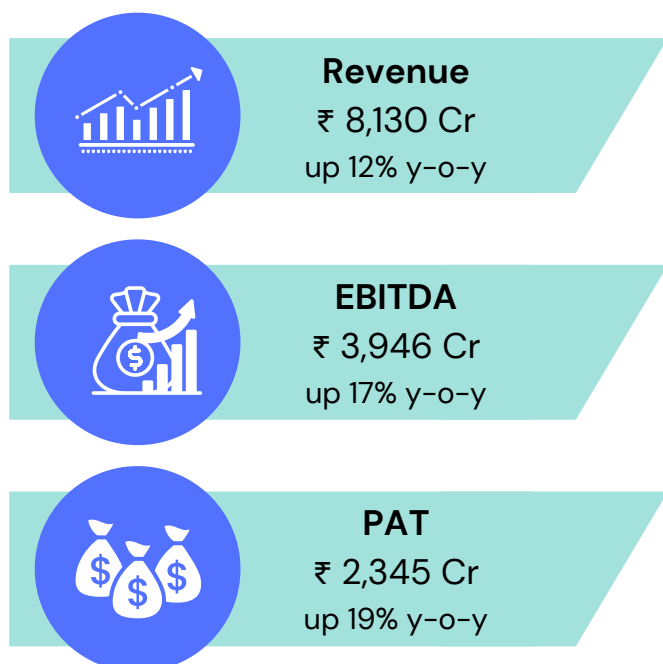 Revenue
₹ 8,130 Cr
up 12% y-o-y
EBITDA
₹ 3,946 Cr
up 17% y-o-y
PAT
₹ 2,345 Cr
up 19% y-o-y
$
$
$
$